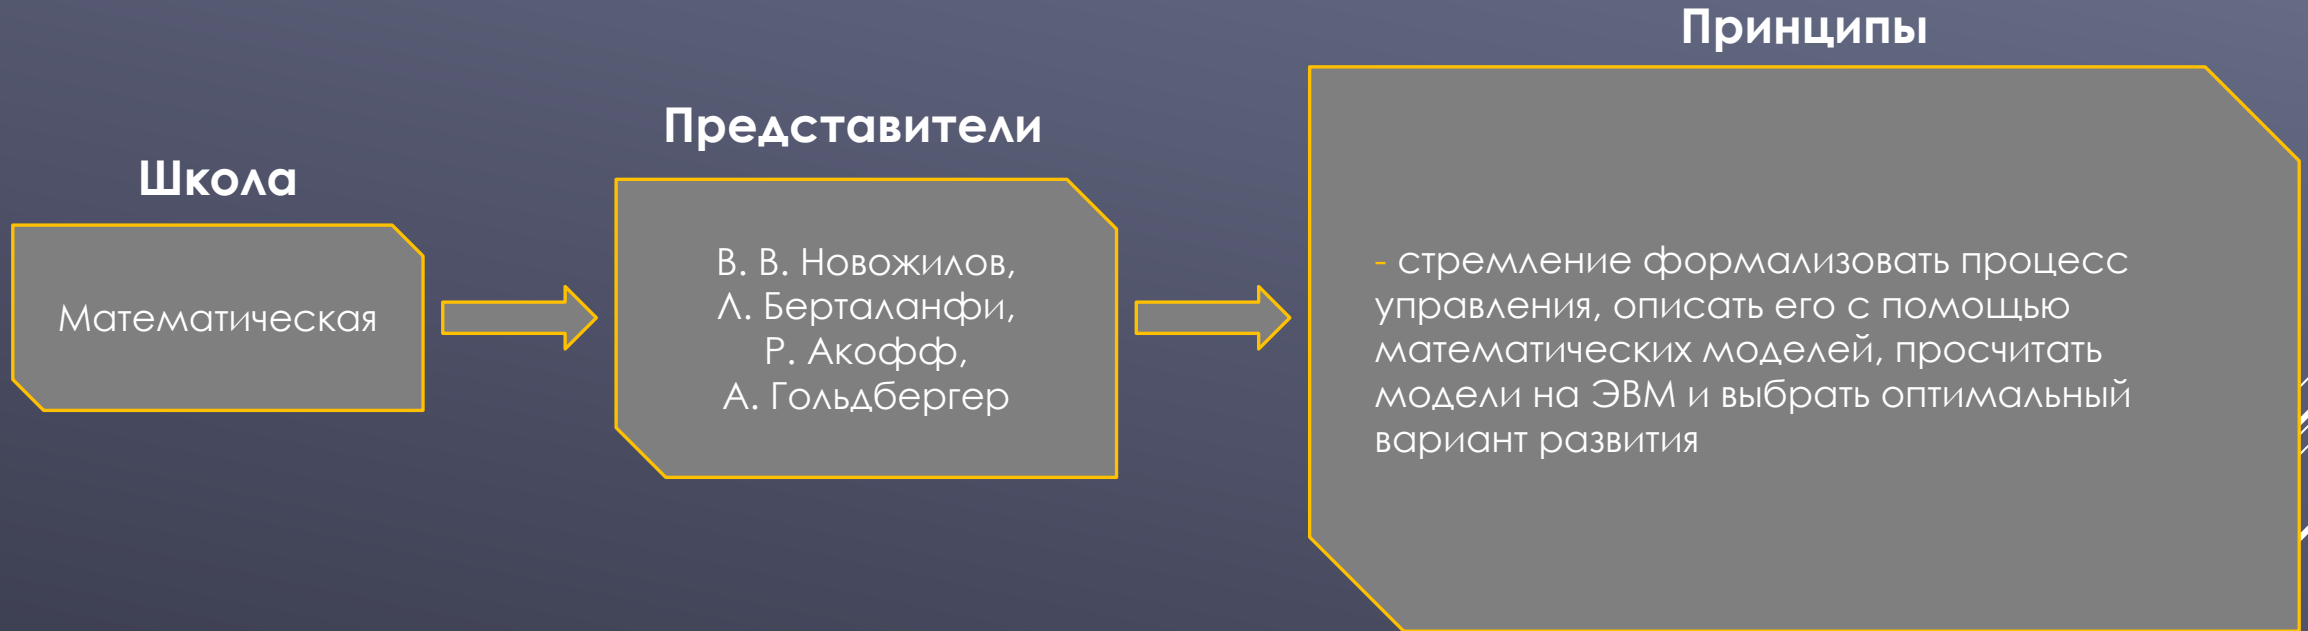 Школа
Математическая
Представители
В. В. Новожилов,
Л. Берталанфи,
Р. Акофф,
А. Гольдбергер
Принципы
- стремление формализовать процесс
управления, описать его с помощью
математических моделей, просчитать
модели на ЭВМ и выбрать оптимальный
вариант развития